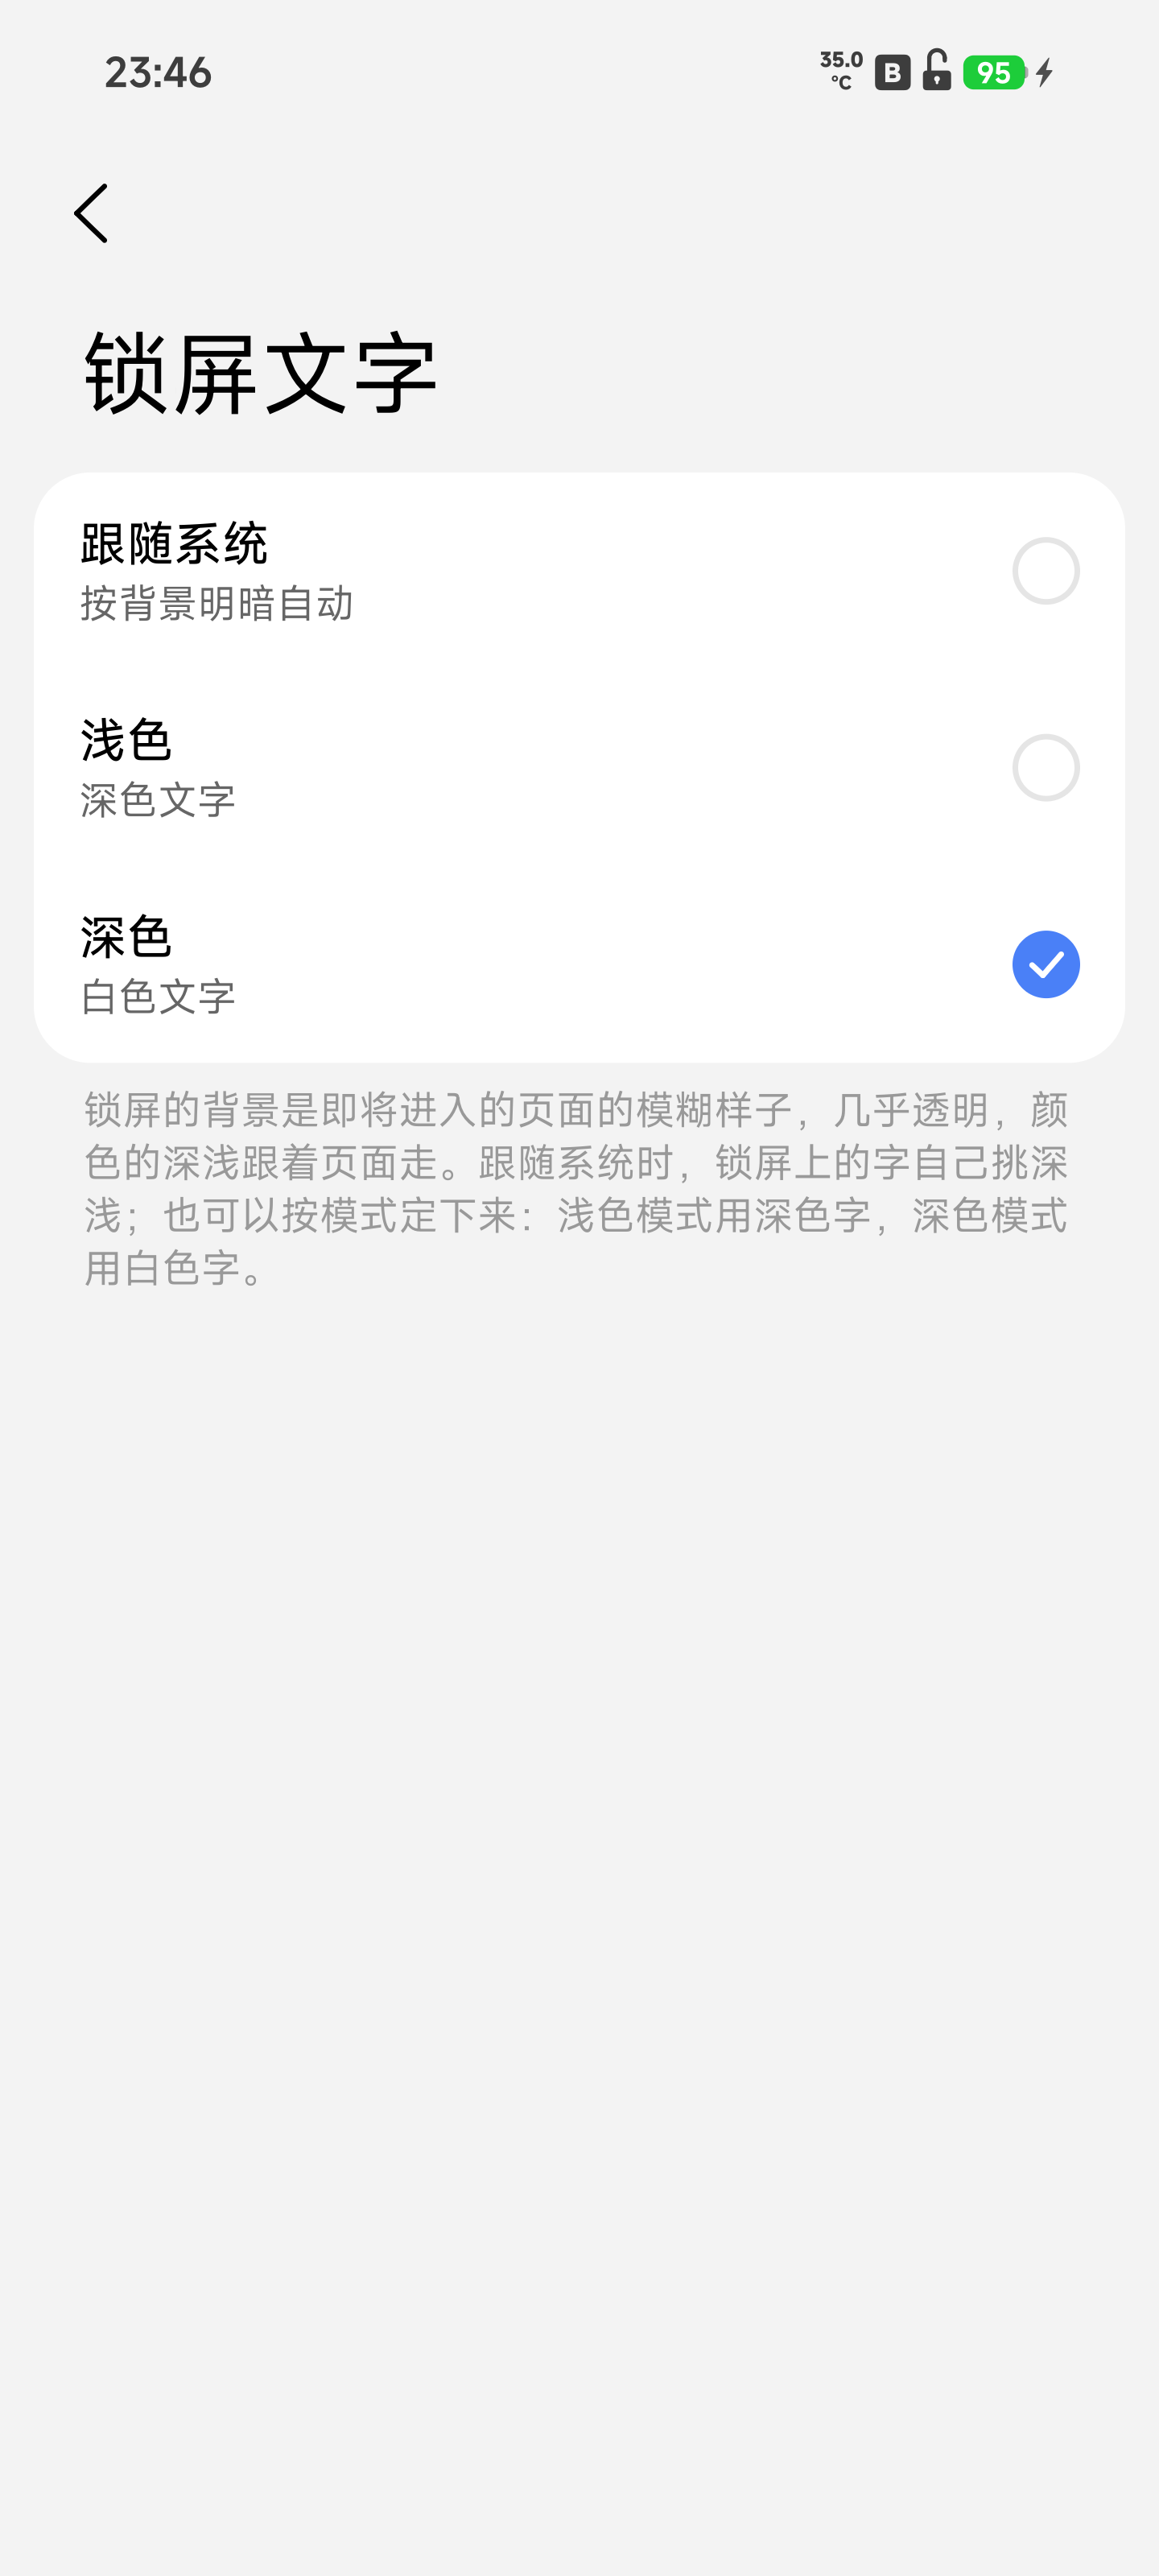 23:46
35.0
°C
B
95
锁屏文字
跟随系统
按背景明暗自动
浅色
深色文字
深色
白色文字
锁屏的背景是即将进入的页面的模糊样子，几乎透明，颜
色的深浅跟着页面走。跟随系统时，锁屏上的字自己挑深
浅；也可以按模式定下来：浅色模式用深色字，深色模式
用白色字。